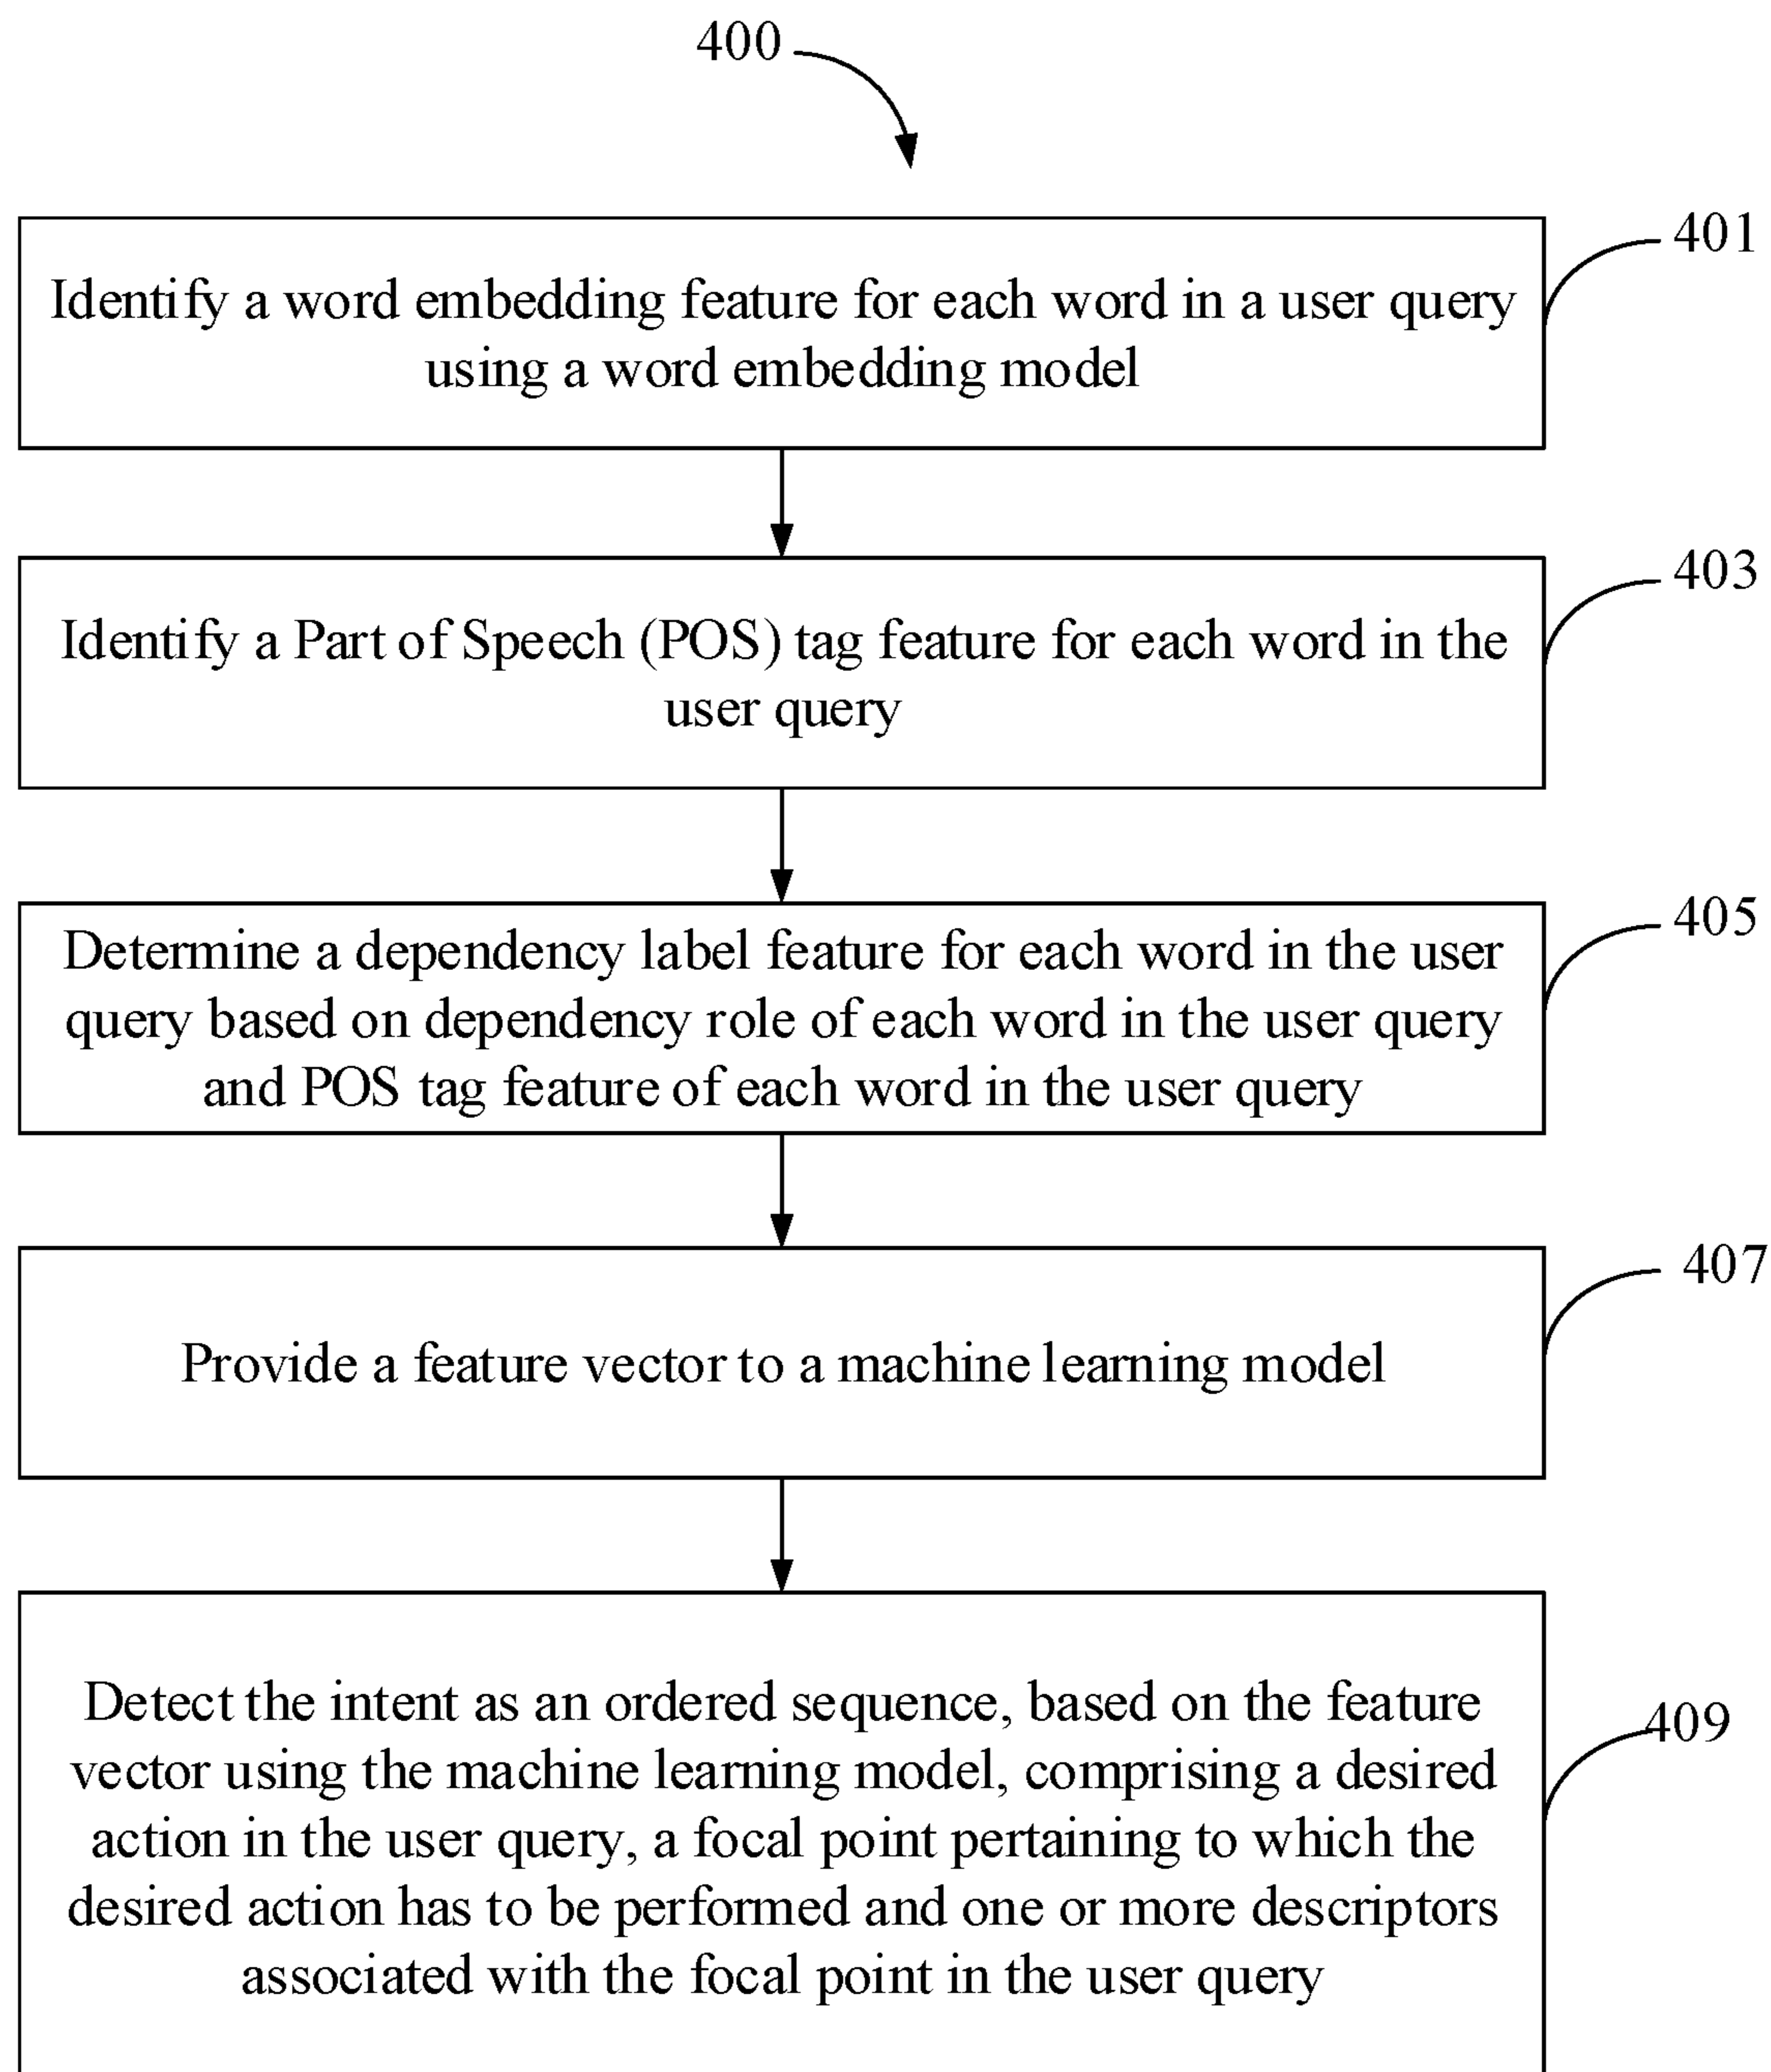 400
401
Identify a word embedding feature for each word in a user query
using a word embedding model
403
Identify a Part of Speech (POS) tag feature for each word in the
user query
405
Determine a dependency label feature for each word in the user
query based on dependency role of each word in the user query
and POS tag feature of each word in the user query
407
Provide a feature vector to a machine learning model
409
Detect the intent as an ordered sequence, based on the feature
vector using the machine learning model, comprising a desired
action in the user query, a focal point pertaining to which the
desired action has to be performed and one or more descriptors
associated with the focal point in the user query